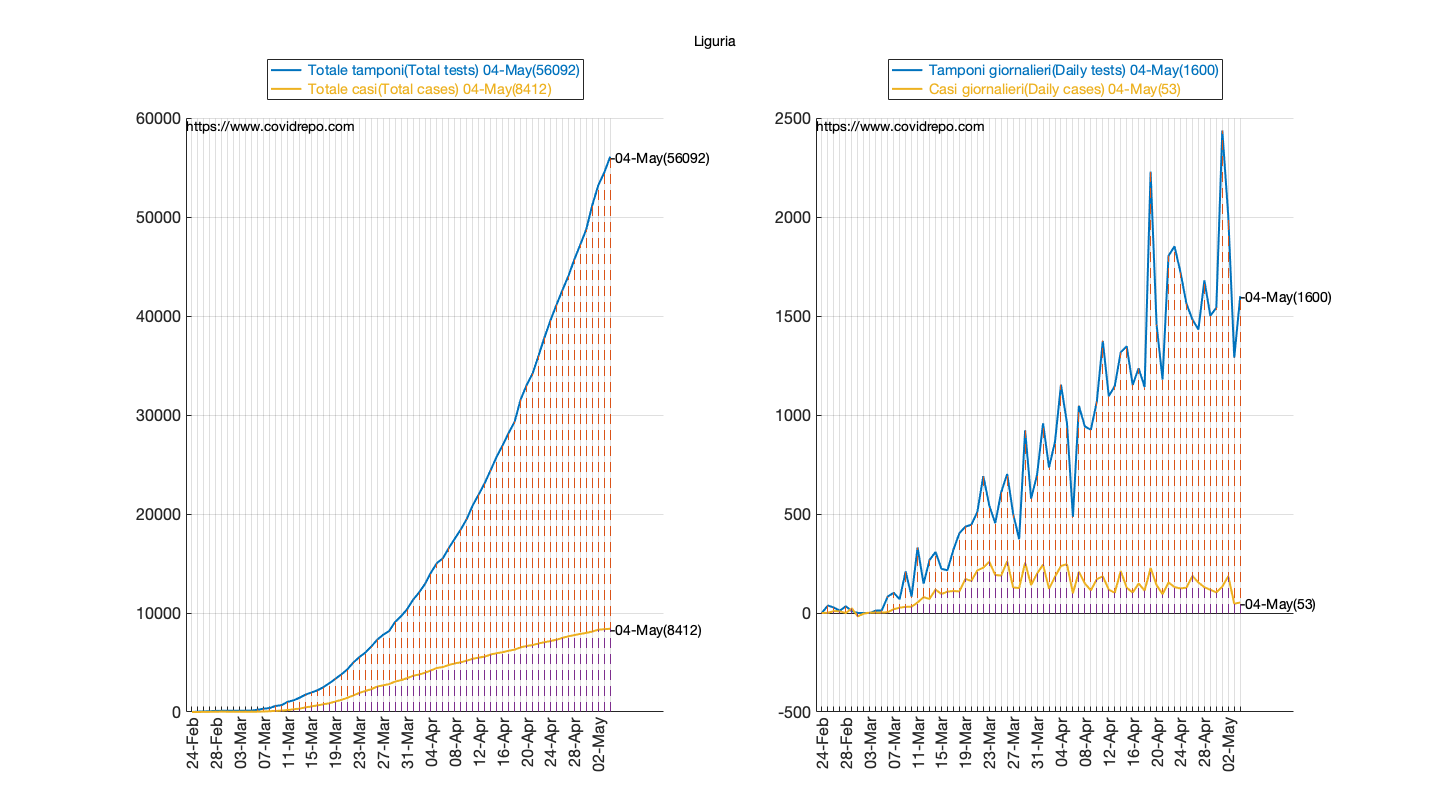 Liguria
Totale tamponi(Total tests) 04-May(56092)
Totale casi(Total cases) 04-May(8412)
https://www.covidrepo.com
60000
50000
40000
30000
20000
10000
0
04-May(56092)
04-May(8412)
24-Feb
28-Feb
03-Mar
07-Mar
11-Mar
15-Mar
19-Mar
23-Mar
27-Mar
31-Mar
04-Apr
08-Apr
12-Apr
16-Apr
20-Apr
24-Apr
28-Apr
02-May
Tamponi giornalieri(Daily tests) 04-May(1600)
Casi giornalieri(Daily cases) 04-May(53)
https://www.covidrepo.com
2500
2000
1500
1000
500
0
-500
04-May(1600)
04-May(53)
24-Feb
28-Feb
03-Mar
07-Mar
11-Mar
15-Mar
19-Mar
23-Mar
27-Mar
31-Mar
04-Apr
08-Apr
12-Apr
16-Apr
20-Apr
24-Apr
28-Apr
02-May